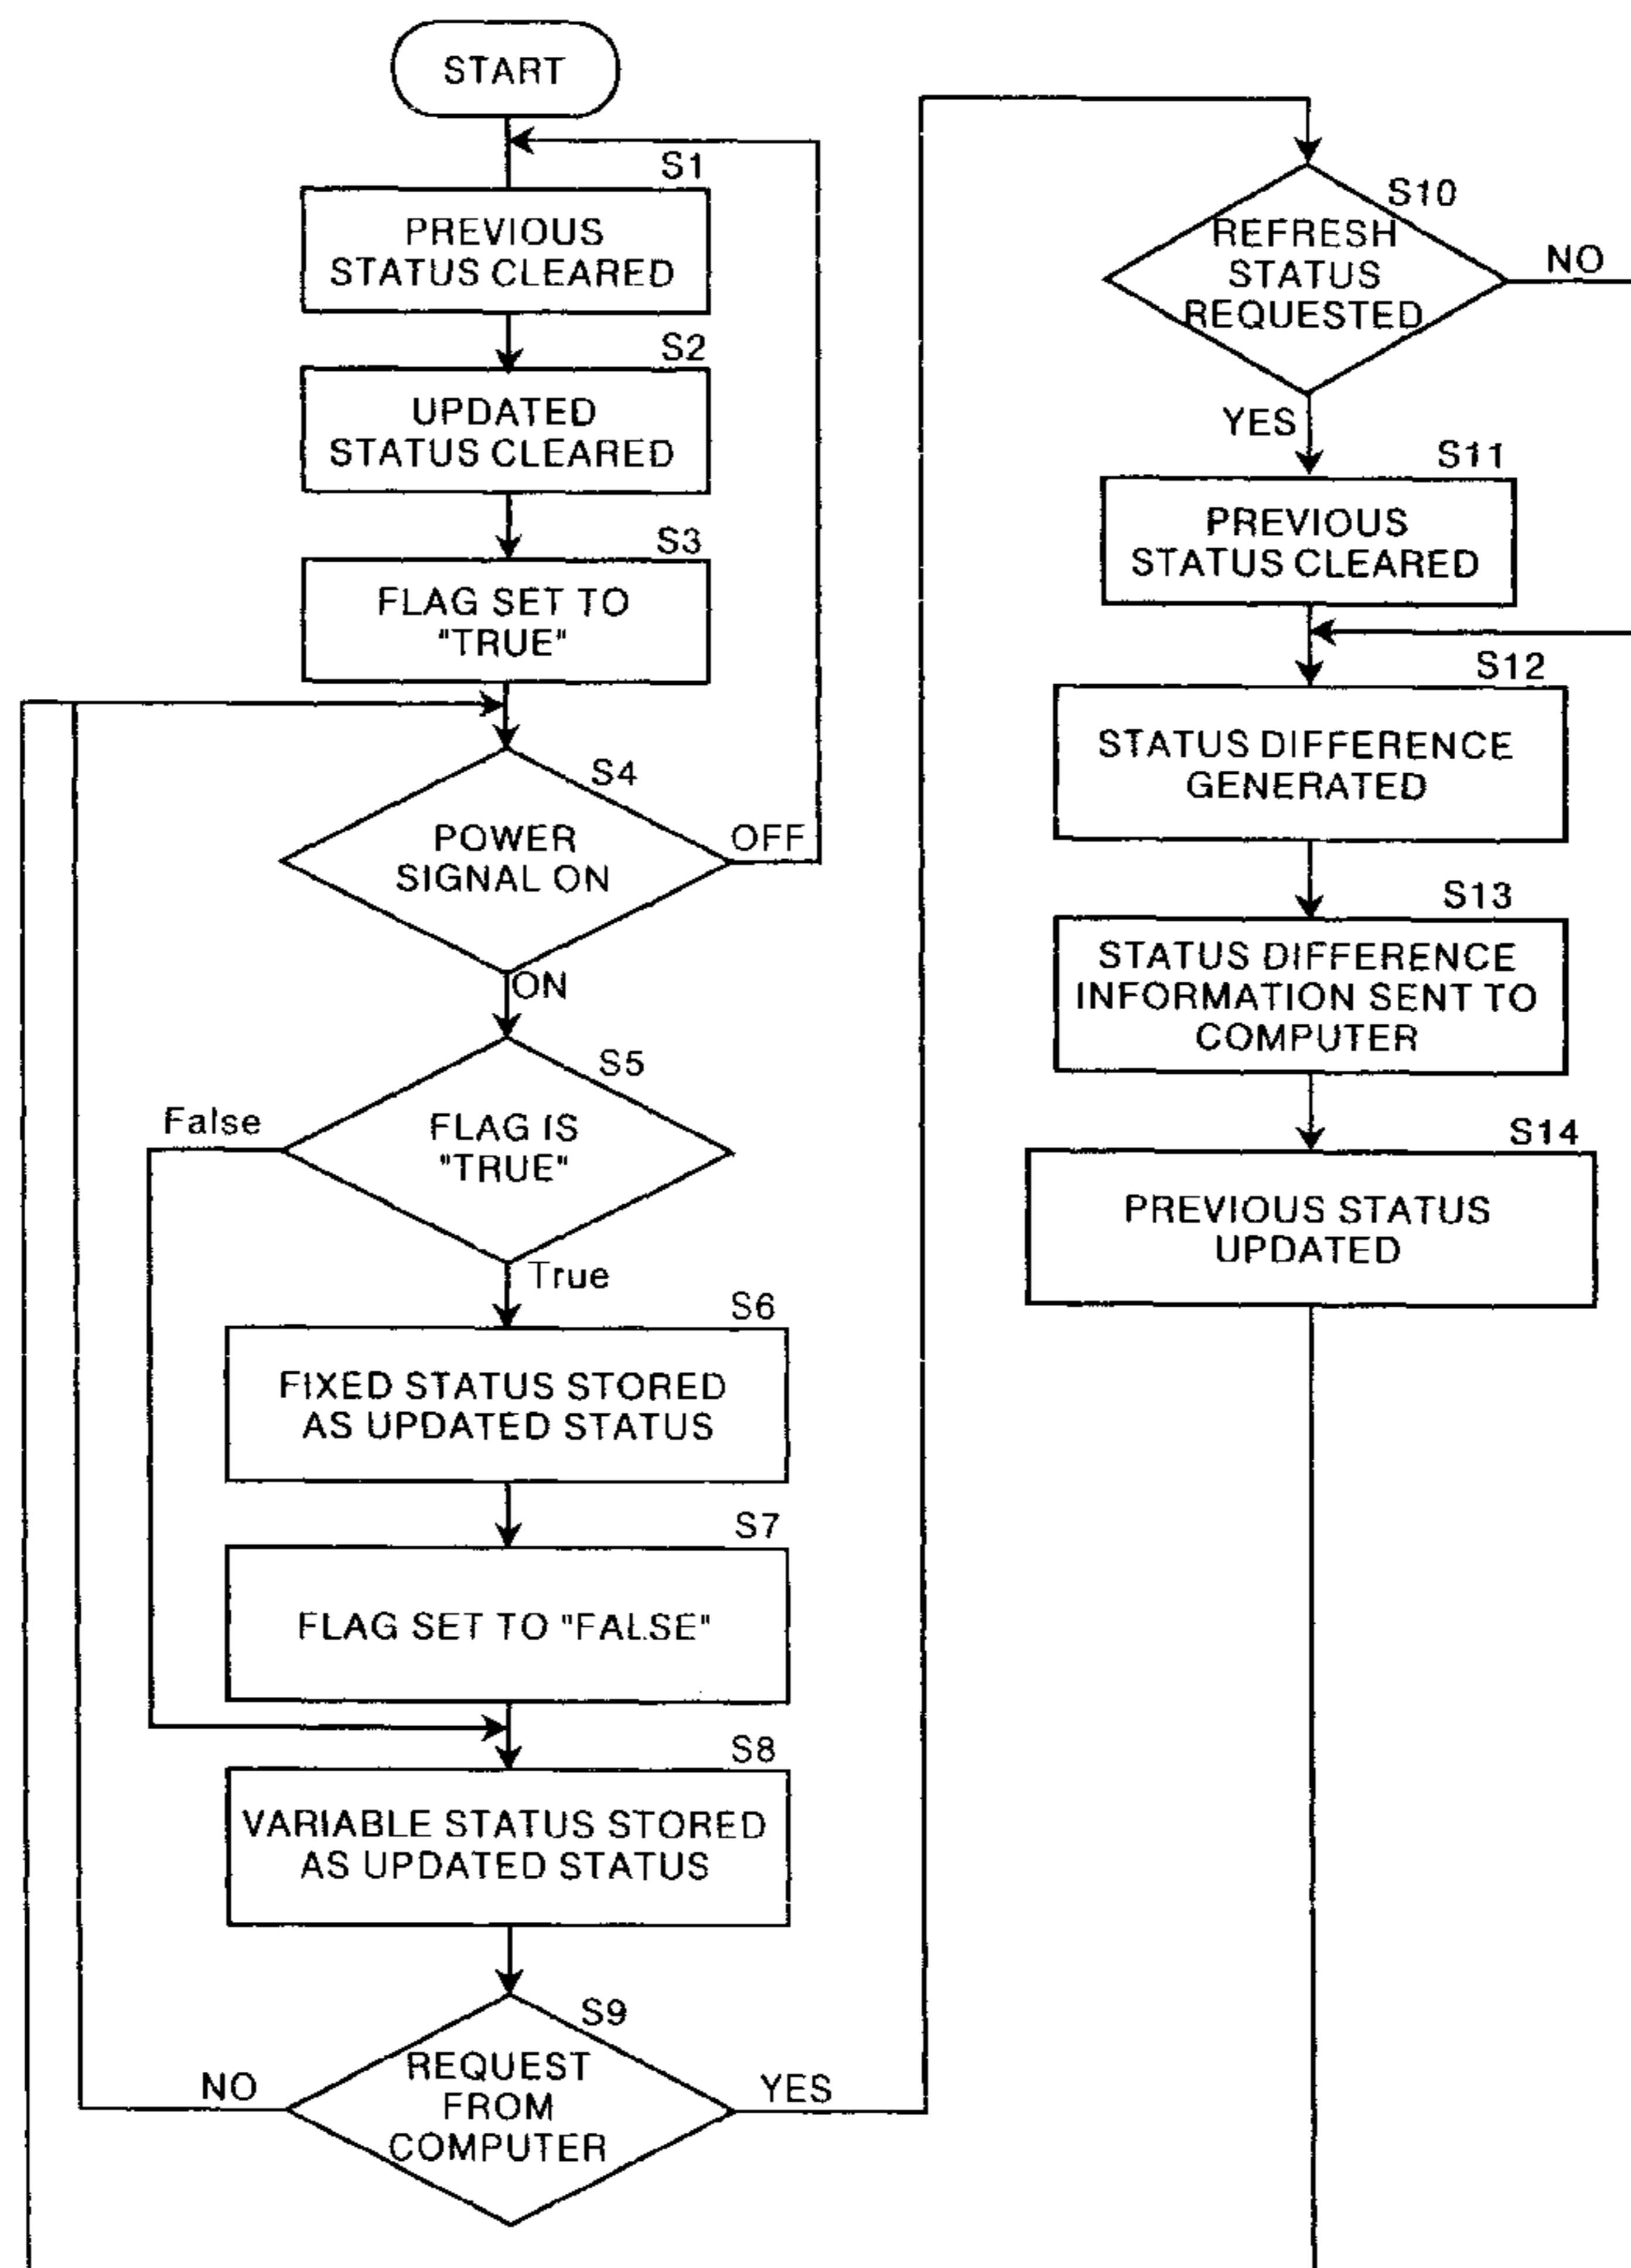 START
S1
PREVIOUS
STATUS CLEARED
S2
UPDATED
STATUS CLEARED
S3
FLAG SET TO
"TRUE"
S4
POWER
SIGNAL ON
OFF
ON
S5
FLAG IS
"TRUE"
False
True
S6
FIXED STATUS STORED
AS UPDATED STATUS
S7
FLAG SET TO "FALSE"
S8
VARIABLE STATUS STORED
AS UPDATED STATUS
S9
REQUEST
FROM
COMPUTER
NO
YES
S10
REFRESH
STATUS
REQUESTED
NO
YES
S11
PREVIOUS
STATUS CLEARED
S12
STATUS DIFFERENCE
GENERATED
S13
STATUS DIFFERENCE
INFORMATION SENT TO
COMPUTER
S14
PREVIOUS STATUS
UPDATED